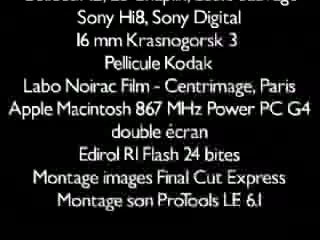 Sony Hi8, Sony Digital
16 mm Krasnogorsk 3
Pellicule Kodak
Labo Noirac Film - Centrimage, Paris
Apple Macintosh 867 MHz Power PC G4
double écran
Edirol R1 Flash 24 bites
Montage images Final Cut Express
Montage son ProTools LE 6.1